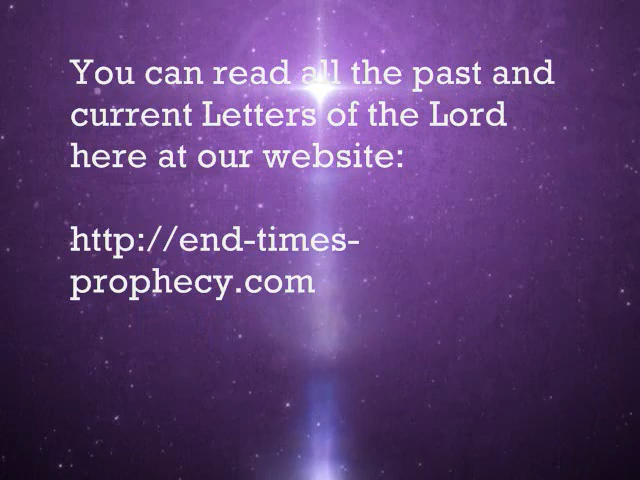 You can read all the past and
current Letters of the Lord
here at our website:
http://end-times-
prophecy.com